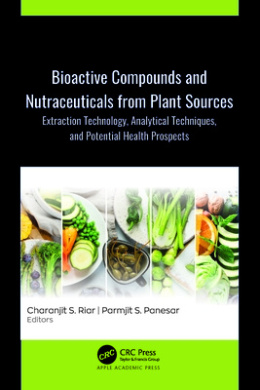 Bioactive Compounds and
Nutraceuticals from Plant Sources
Extraction Technology, Analytical Techniques,
and Potential Health Prospects
Charanjit S. Riar | Parmjit S. Panesar
Editors
CRC
CRC Press
Taylor & Francis Group
APPLE ACADEMIC PRESS